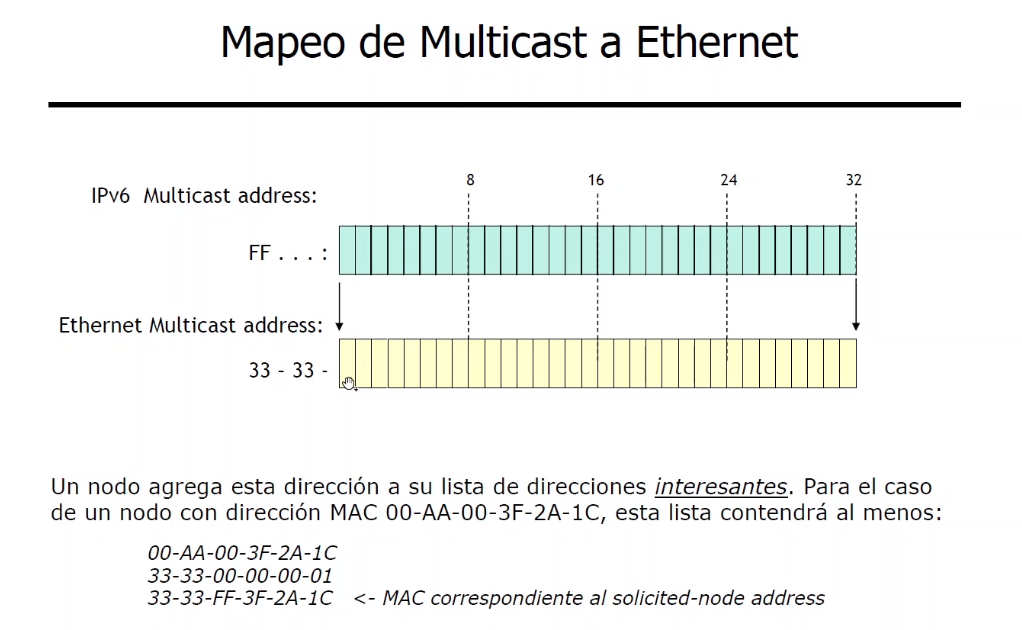 Mapeo de Multicast a Ethernet
8 16 24 32
IPv6 Multicast address:
FF . . . :
Ethernet Multicast address:
33 - 33 -
Un nodo agrega esta dirección a su lista de direcciones interesantes. Para el caso
de un nodo con dirección MAC 00-AA-00-3F-2A-1C, esta lista contendrá al menos:
00-AA-00-3F-2A-1C
33-33-00-00-00-01
33-33-FF-3F-2A-1C <- MAC correspondiente al solicited-node address